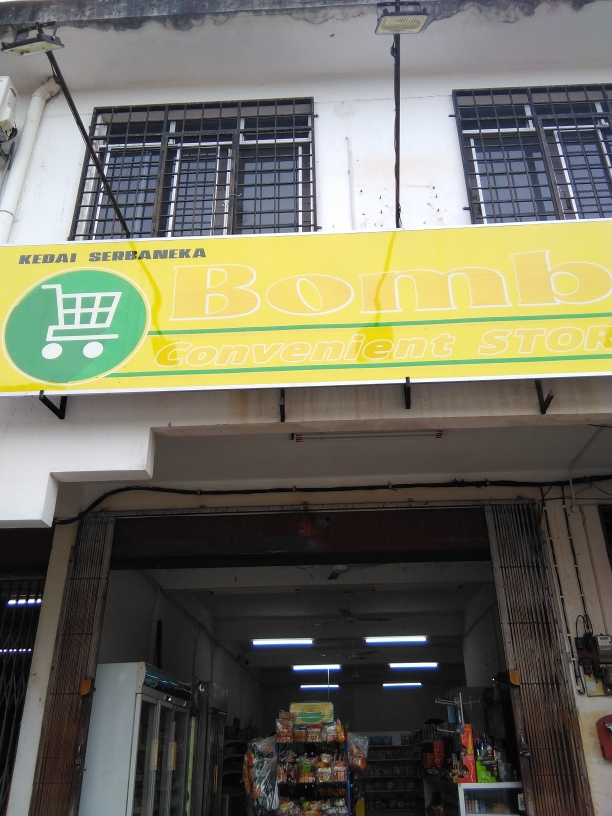 KEDAI SERBANEKA
Bomb
Convenient STOR